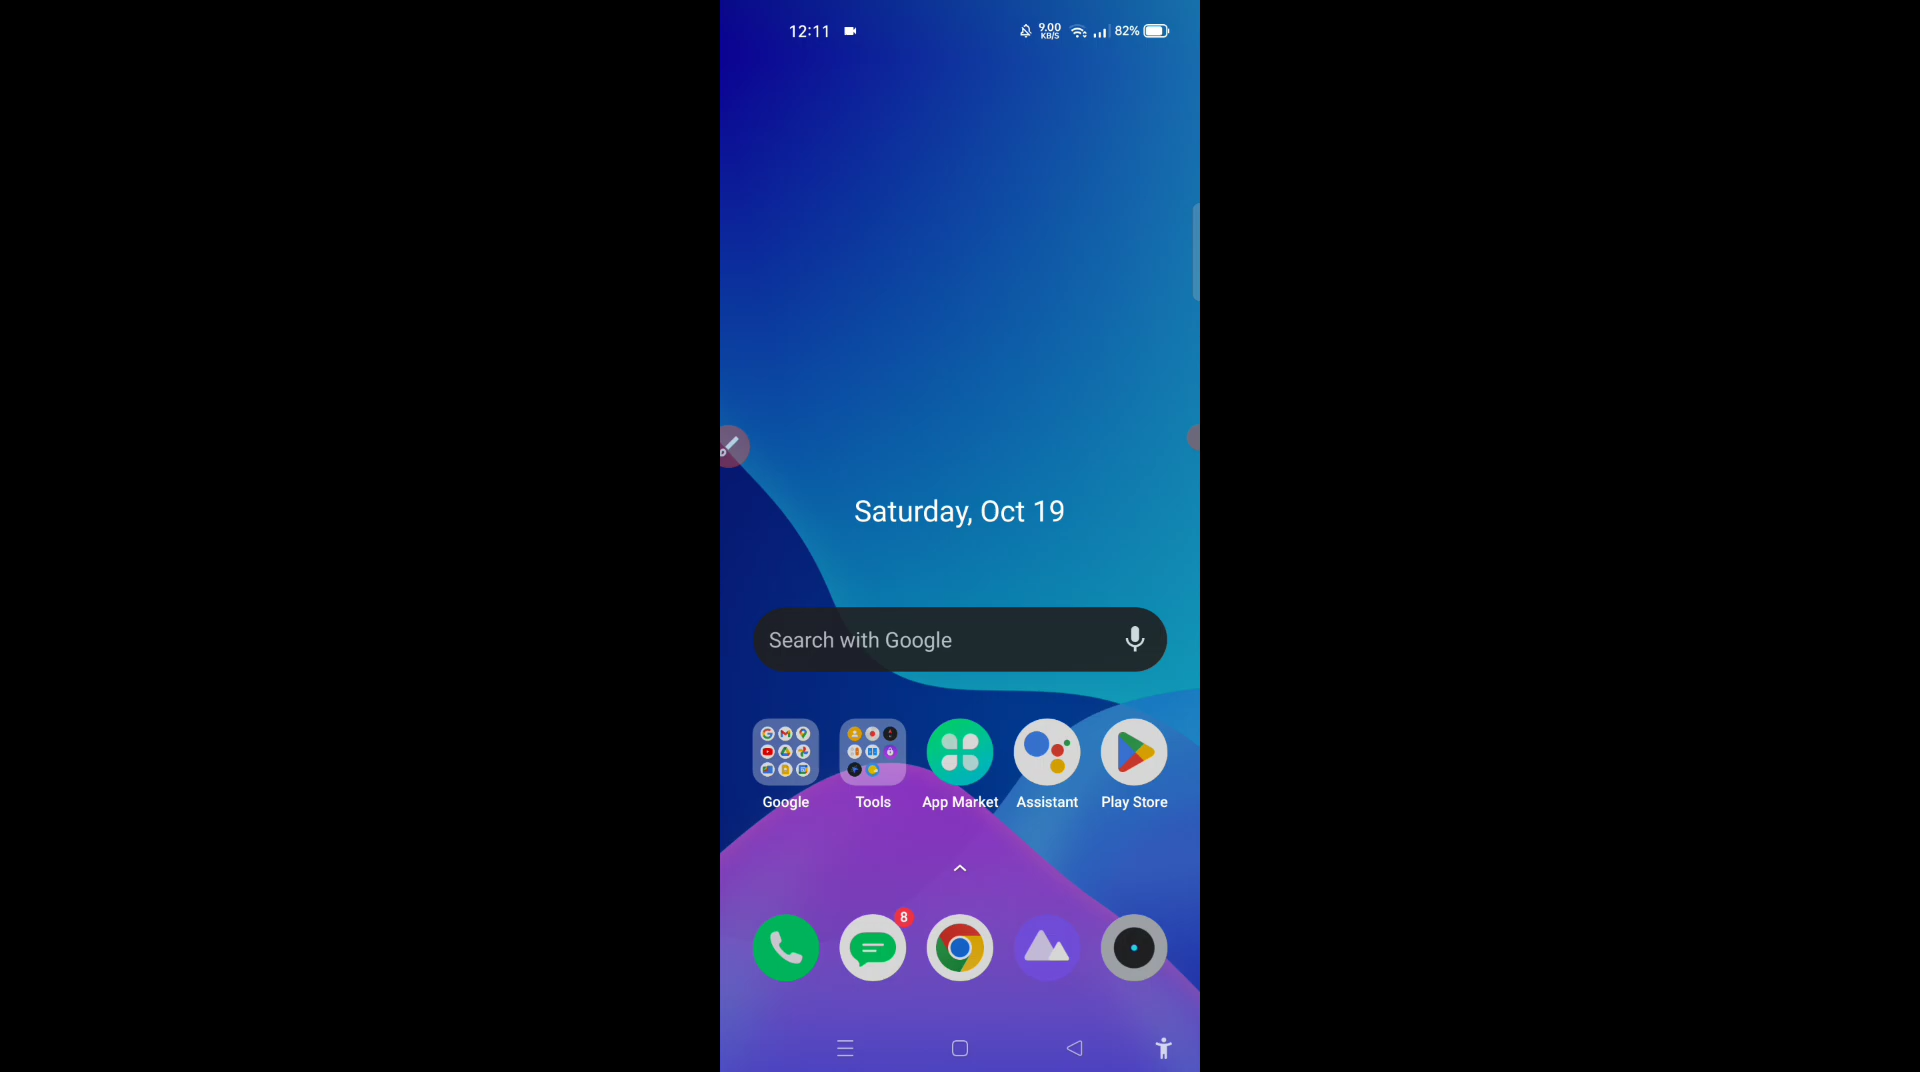 12:11
9.00
KB/S
82%
Saturday, Oct 19
Search with Google
Google
Tools
App Market
Assistant
Play Store
8